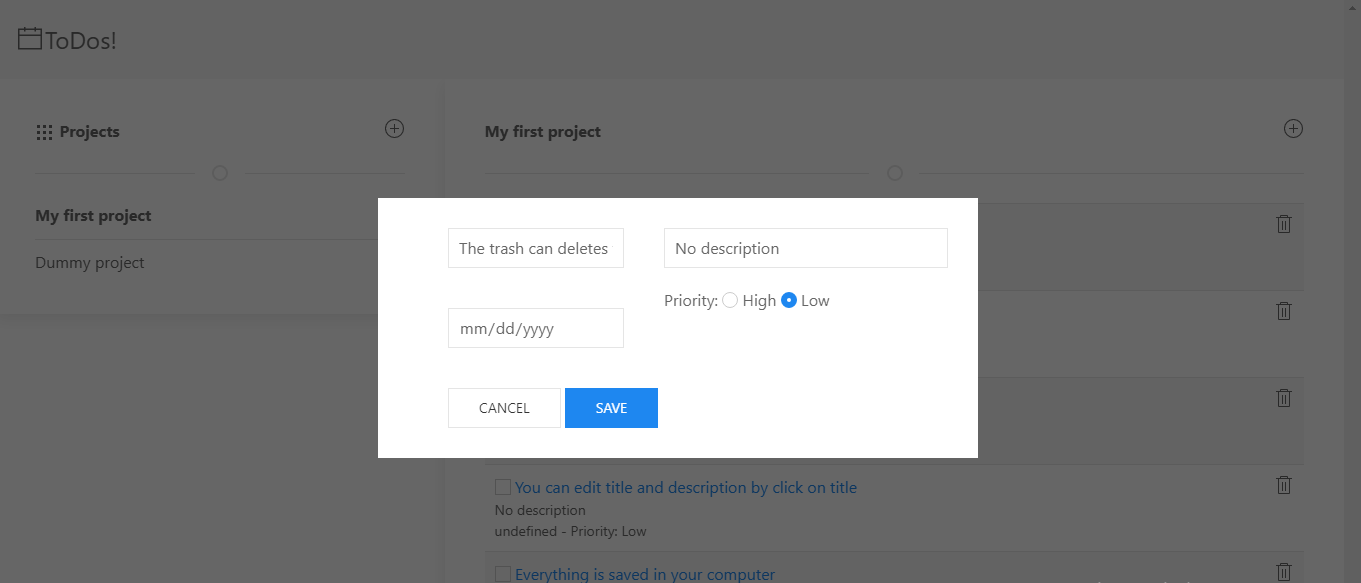 ToDos!
Projects
My first project
Dummy project
My first project
The trash can deletes
No description
Priority: High Low
mm/dd/yyyy
CANCEL SAVE
You can edit title and description by click on title
No description
undefined - Priority: Low
Everything is saved in your computer